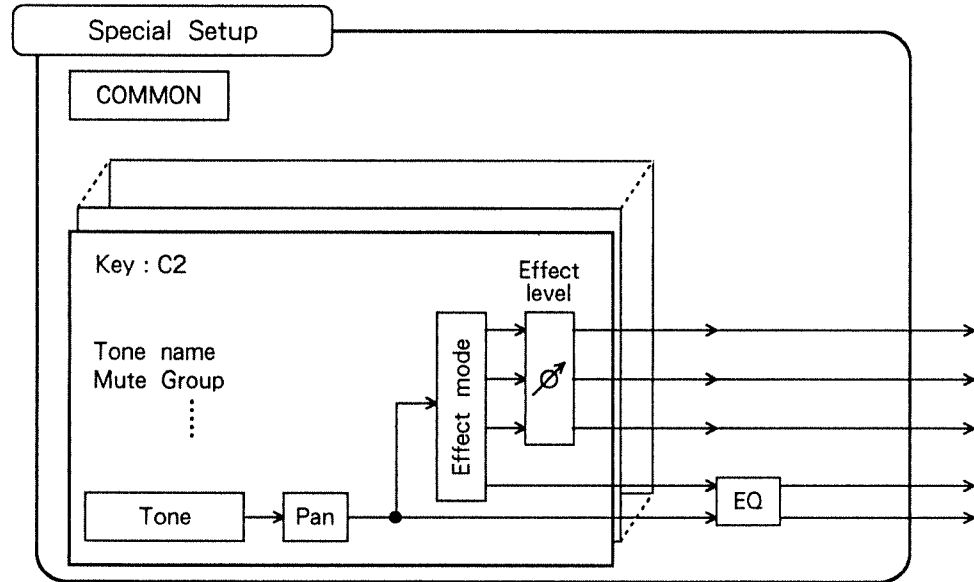 Special Setup
COMMON
Key : C2
Effect
level
Tone name
Mute Group
Effect mode
Tone
Pan
EQ